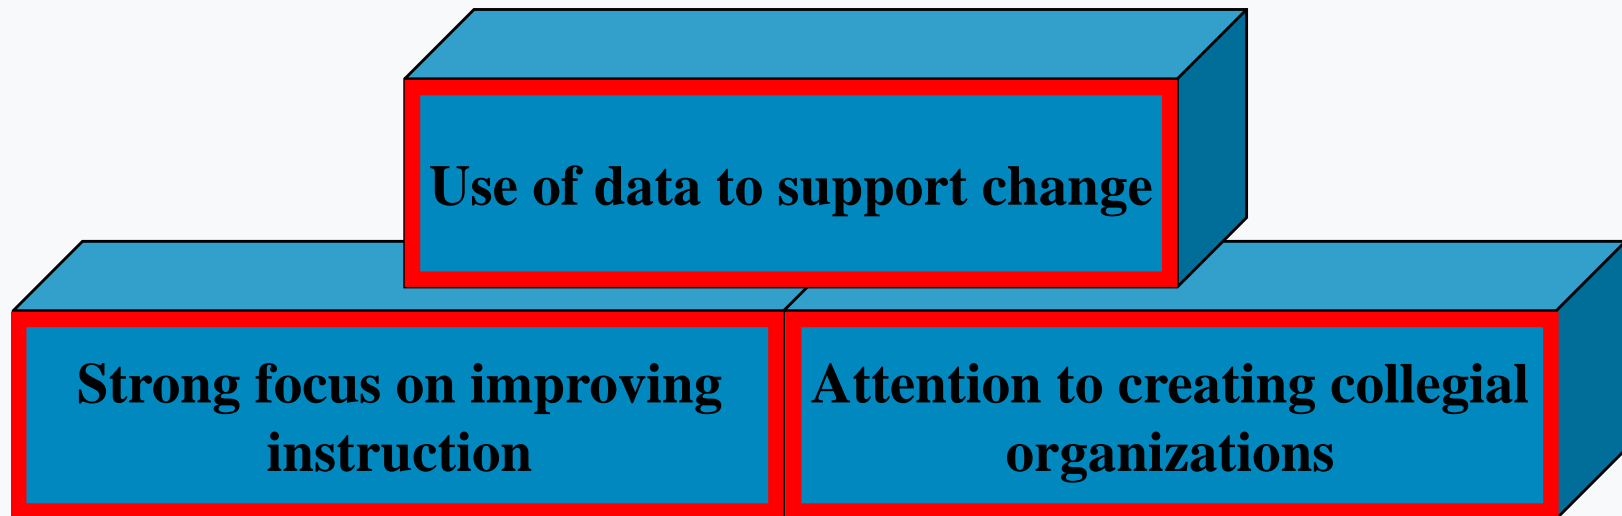 Use of data to support change
Strong focus on improving
instruction
Attention to creating collegial
organizations